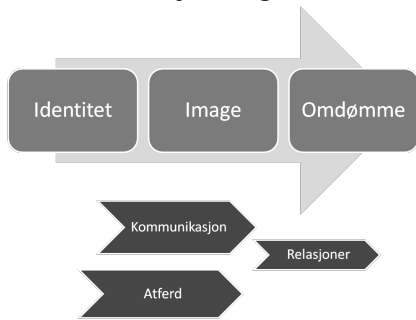 Identitet
Image
Omdømme
Kommunikasjon
Relasjoner
Atferd